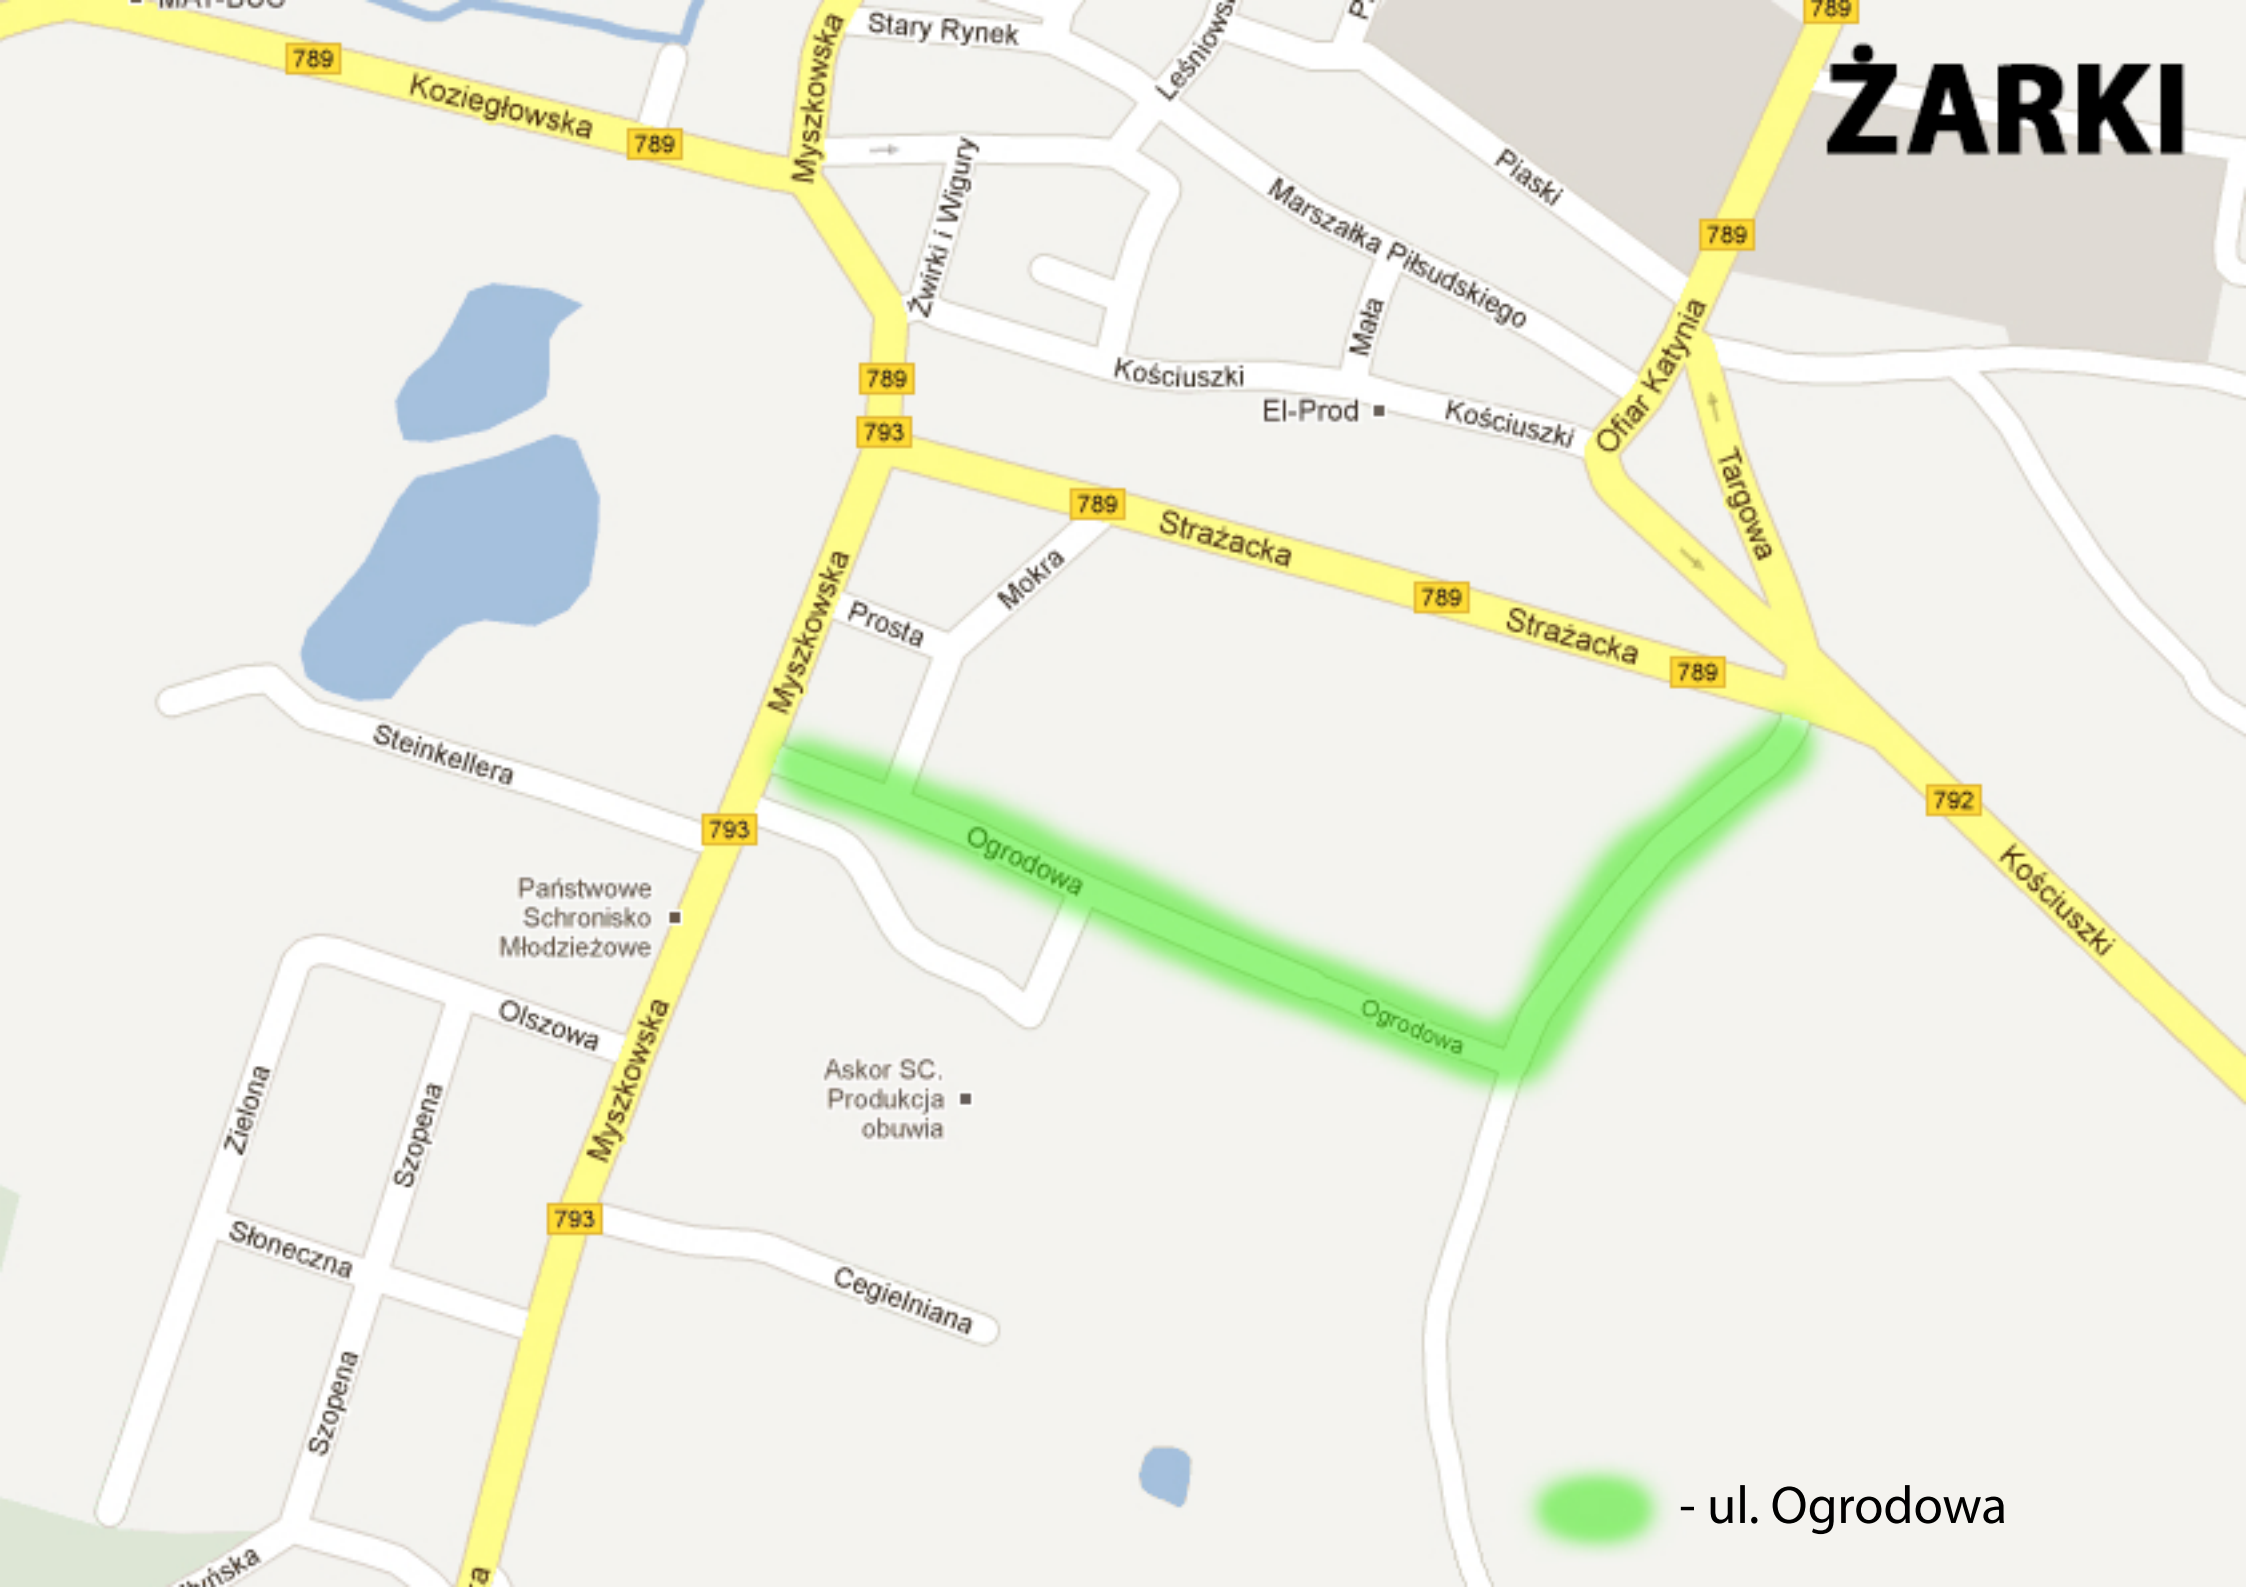 789
Stary Rynek
789
ŻARKI
Koziegłowska
789
Myszkowska
Piaski
Żwirki i Wigury
Marszałka Piłsudskiego
789
Mała
789
Kościuszki
El-Prod
Kościuszki
Ofiar Katynia
793
789
Strażacka
Targowa
Mokra
Prosta
Myszkowska
789
Strażacka
789
Steinkellera
793
792
Ogrodowa
Kościuszki
Państwowe
Schronisko
Młodzieżowe
Olszowa
Ogrodowa
Myszkowska
Askor SC.
Produkcja
obuwia
Zielona
Szopena
793
Słoneczna
Cegielniana
Szopena
- ul. Ogrodowa